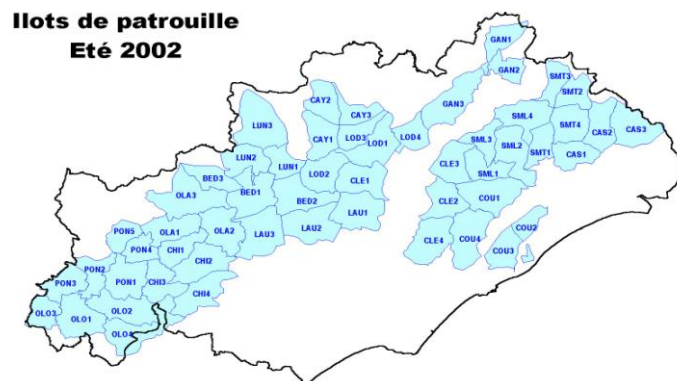 Ilots de patrouille
Eté 2002
GAN1
GAN2
SMT3
SMT2
CAY2
GAN3
CAY3
SML4
LUN3
SMT4
CAS2
CAS3
CAY1
LOD3
LOD1
LOD4
SML3
SML2
SMT1
CAS1
LUN2
CLE3
LUN1
LOD2
SML1
BED3
CLE1
OLA3
BED1
COU1
BED2
CLE2
LAU1
COU2
PON5
OLA1
OLA2
LAU3
LAU2
CLE4
COU4
PON4
CHI1
COU3
CHI2
PON2
PON3
PON1
CHI3
CHI4
OLO3
OLO2
OLO1
OLO4